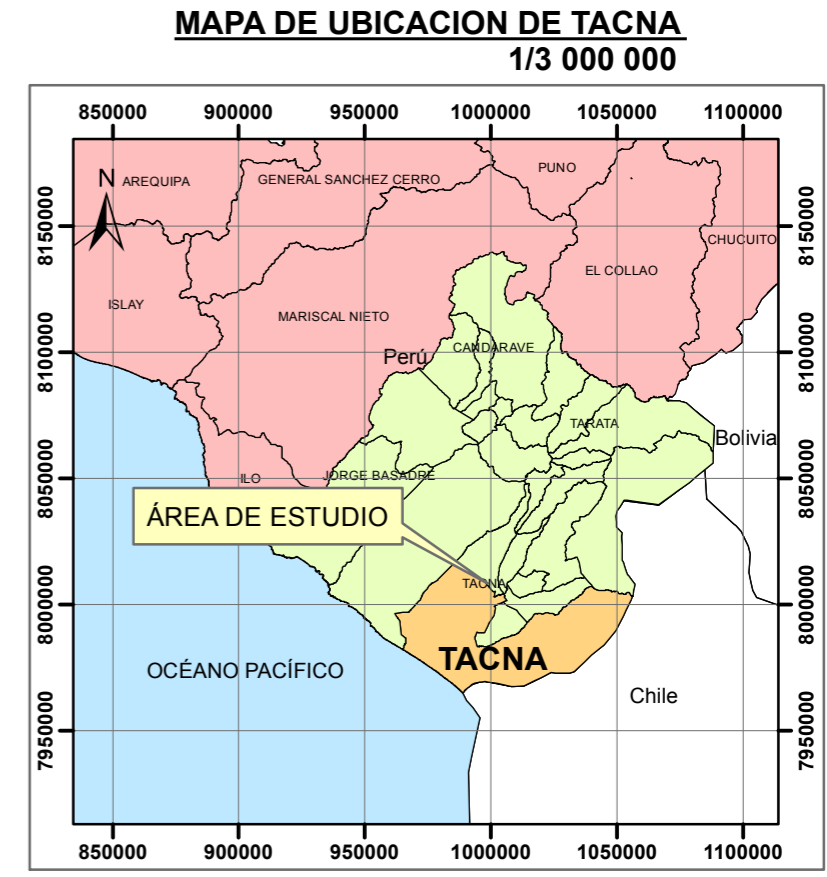 MAPA DE UBICACION DE TACNA
1/3 000 000
850000 900000 950000 1000000 1050000 1100000
N
AREQUIPA
GENERAL SANCHEZ CERRO
PUNO
8150000
8150000
CHUCUITO
EL COLLAO
ISLAY
MARISCAL NIETO
8100000
Perú
CANDARAVE
8100000
TARATA
Bolivia
8050000
ILO
JORGE BASADRE
8050000
ÁREA DE ESTUDIO
TACNA
8000000
8000000
TACNA
OCÉANO PACÍFICO
Chile
7950000
7950000
850000 900000 950000 1000000 1050000 1100000